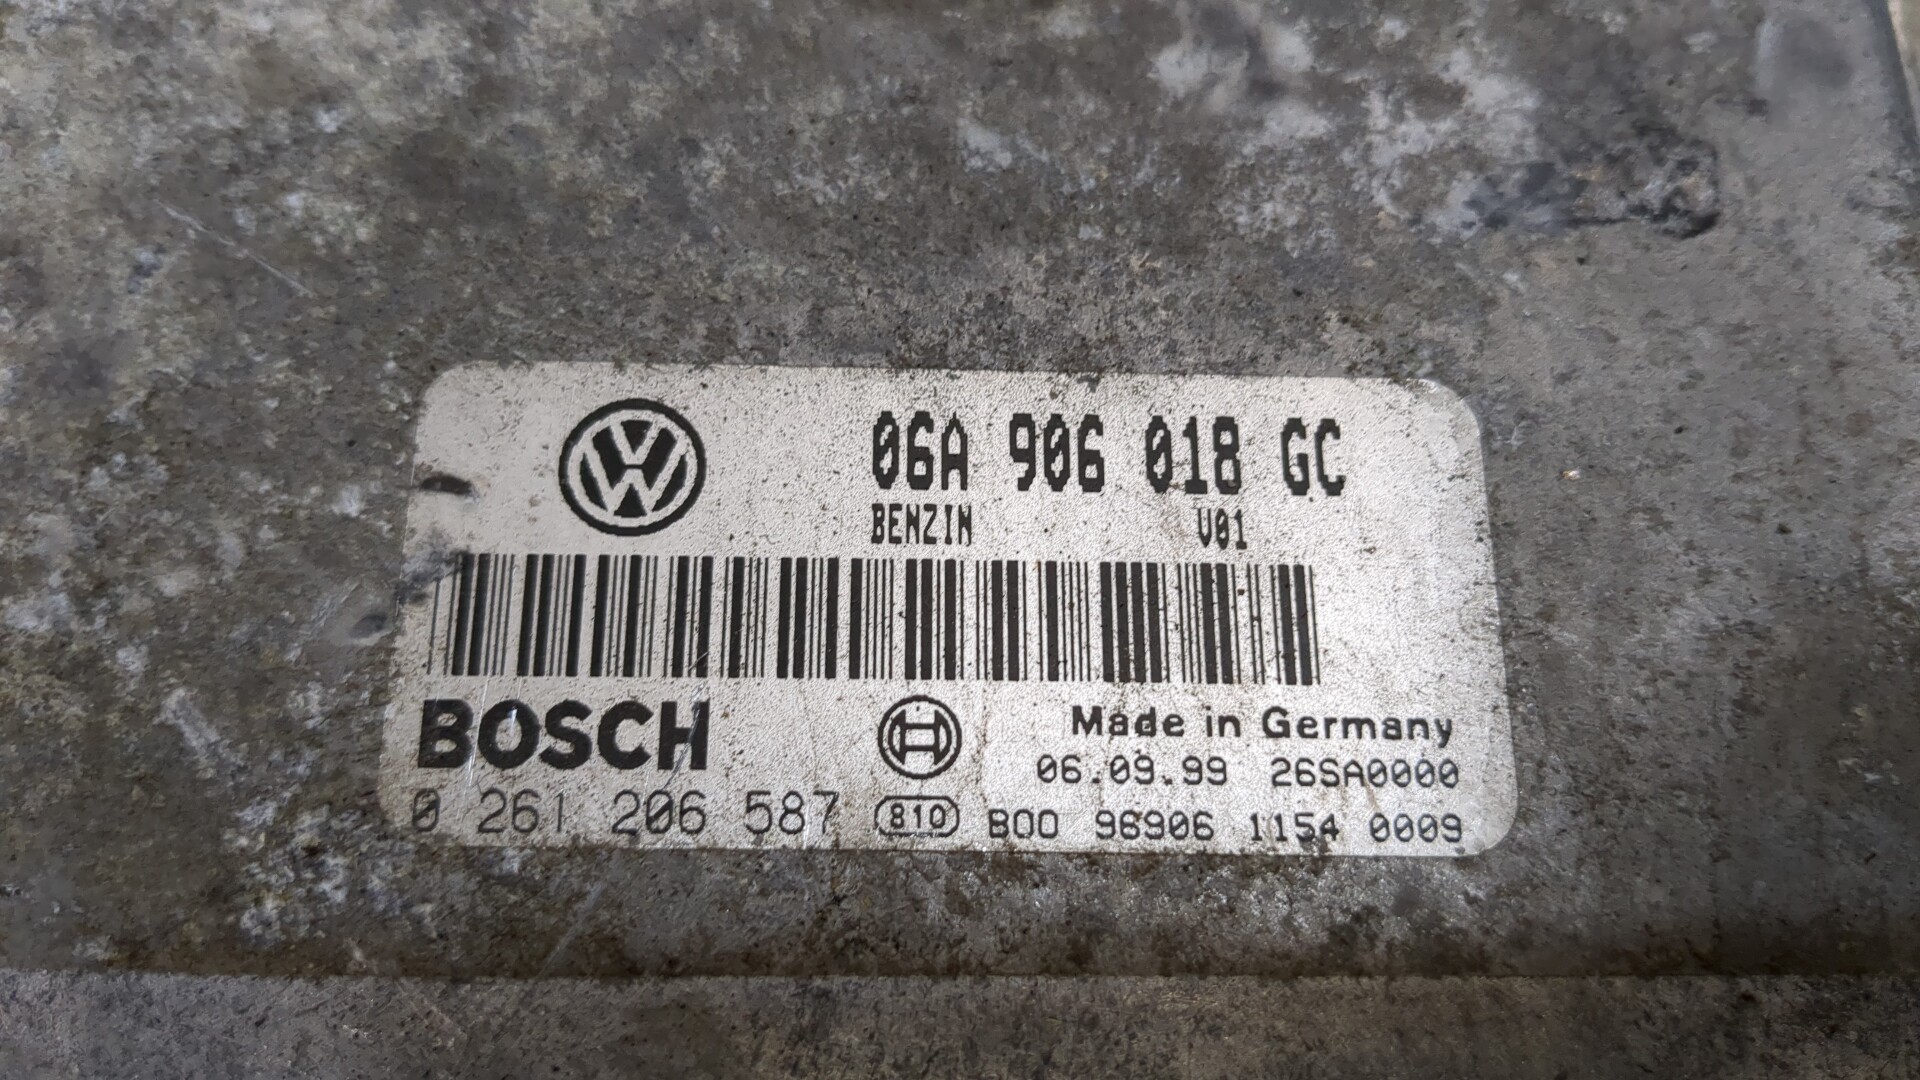 06A 906 018 GC
BENZIN V01
BOSCH
Made in Germany
06.09.99 26SA0000
0 261 206 587 810 B00 96906 1154 0009